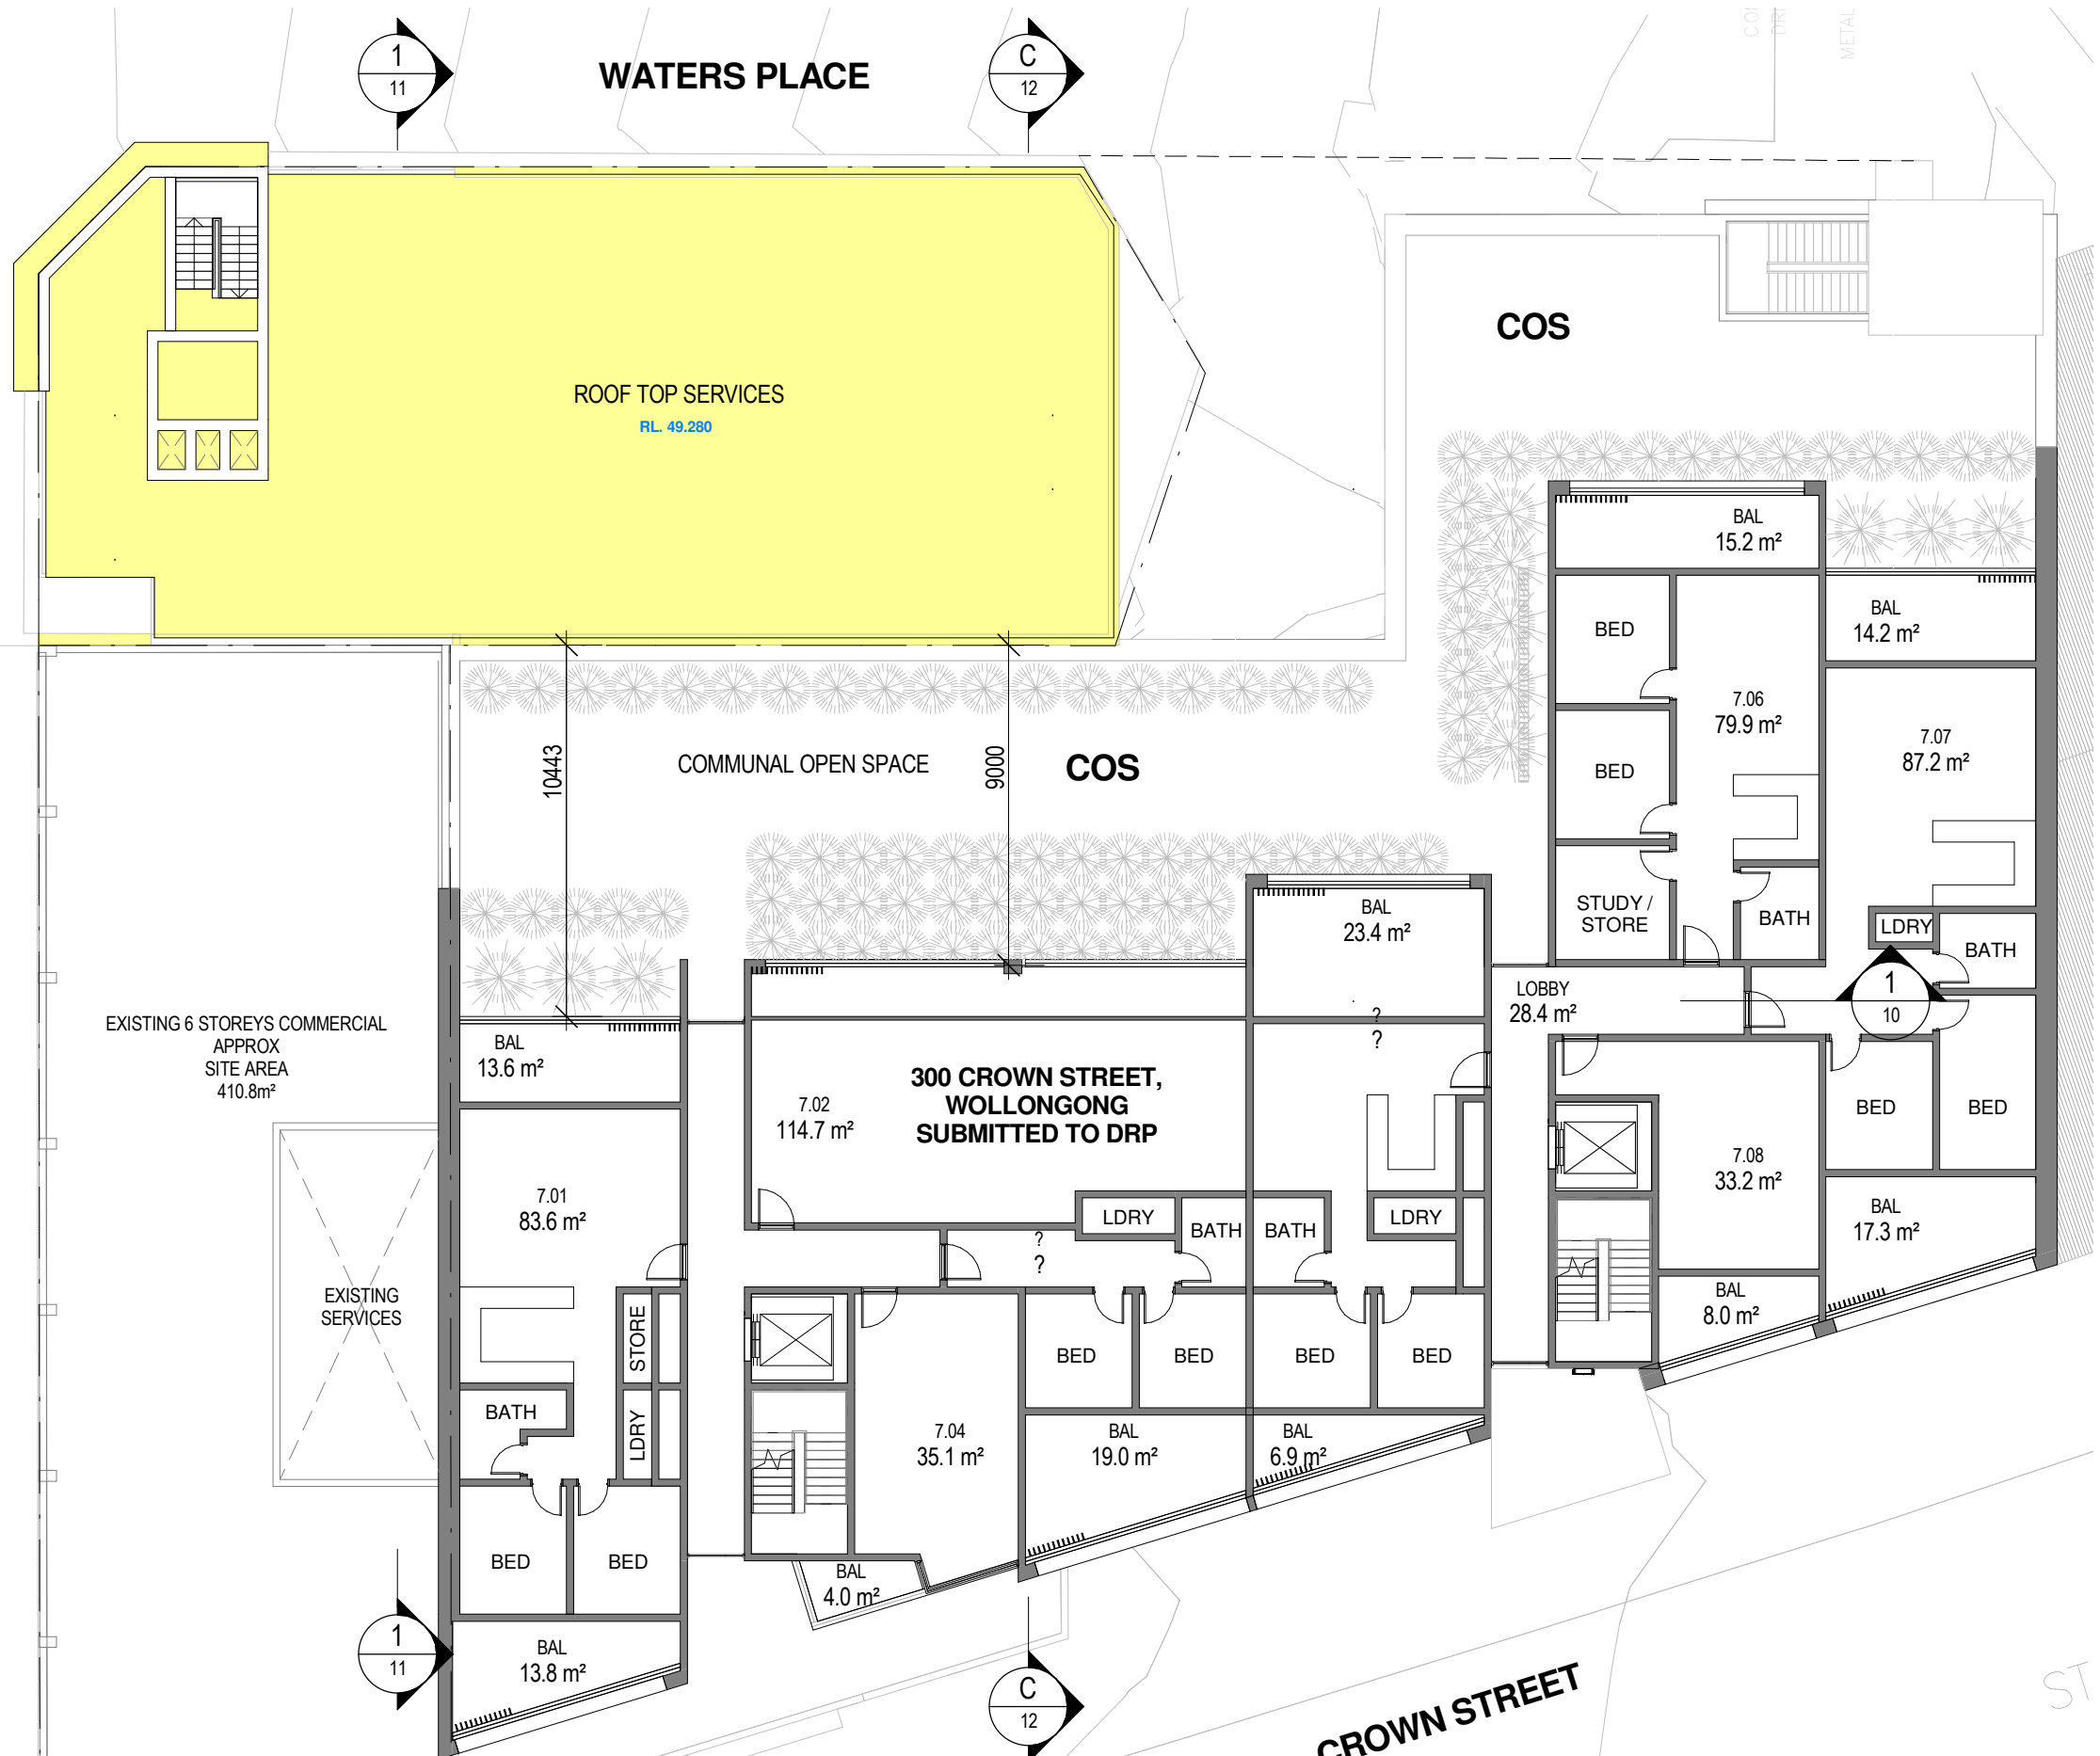 1
11
WATERS PLACE
C
12
METAL
COS
ROOF TOP SERVICES
RL. 49.280
BAL
15.2 m²
BAL
14.2 m²
BED
7.06
79.9 m²
7.07
87.2 m²
BED
10443
COMMUNAL OPEN SPACE
9000
COS
STUDY /
STORE
BATH
LDRY
BATH
BAL
23.4 m²
LOBBY
28.4 m²
1
10
EXISTING 6 STOREYS COMMERCIAL
APPROX
SITE AREA
410.8m²
BAL
13.6 m²
?
?
300 CROWN STREET,
WOLLONGONG
SUBMITTED TO DRP
7.02
114.7 m²
BED
BED
7.08
33.2 m²
7.01
83.6 m²
LDRY
BATH
BATH
LDRY
BAL
17.3 m²
?
?
EXISTING
SERVICES
STORE
BAL
8.0 m²
BED
BED
BED
BED
BATH
LDRY
7.04
35.1 m²
BAL
19.0 m²
BAL
6.9 m²
BED
BED
BAL
4.0 m²
1
11
BAL
13.8 m²
C
12
CROWN STREET
ST